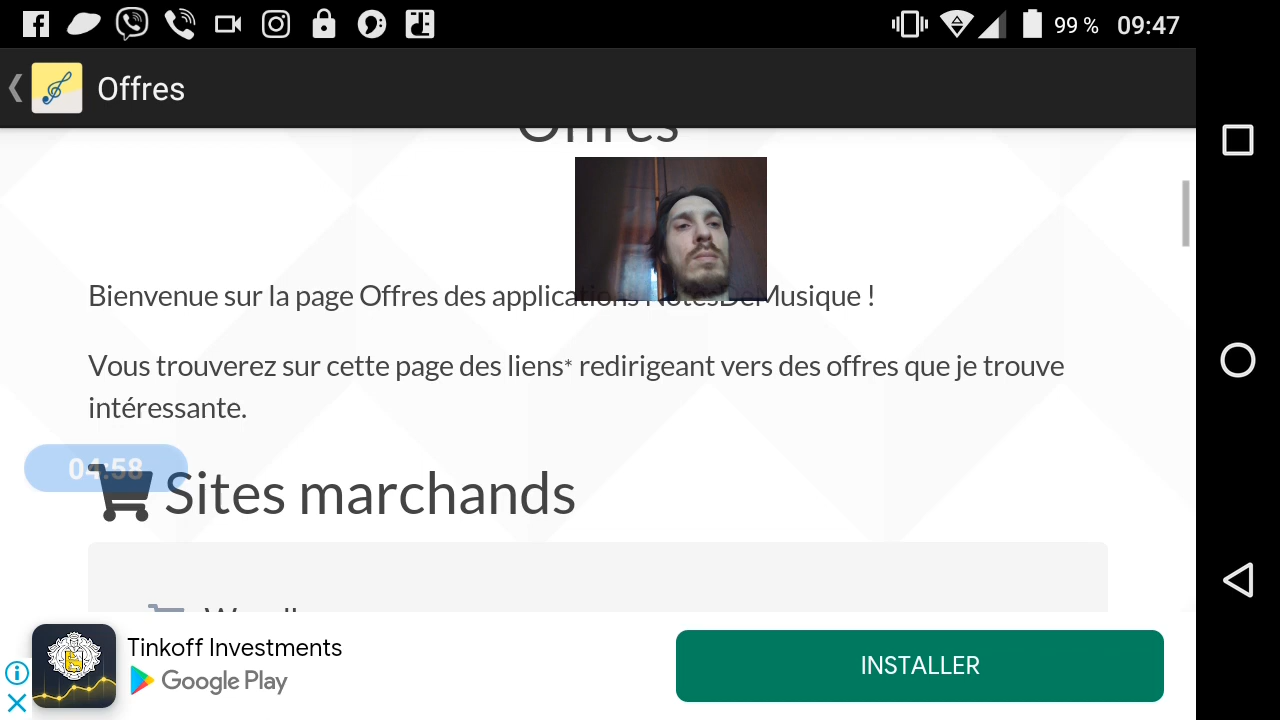 99 % 09:47
Offres
Offres
Bienvenue sur la page Offres des applications NotesDeMusique !
Vous trouverez sur cette page des liens* redirigeant vers des offres que je trouve
intéressante.
04:58
Sites marchands
Tinkoff Investments
Google Play
INSTALLER